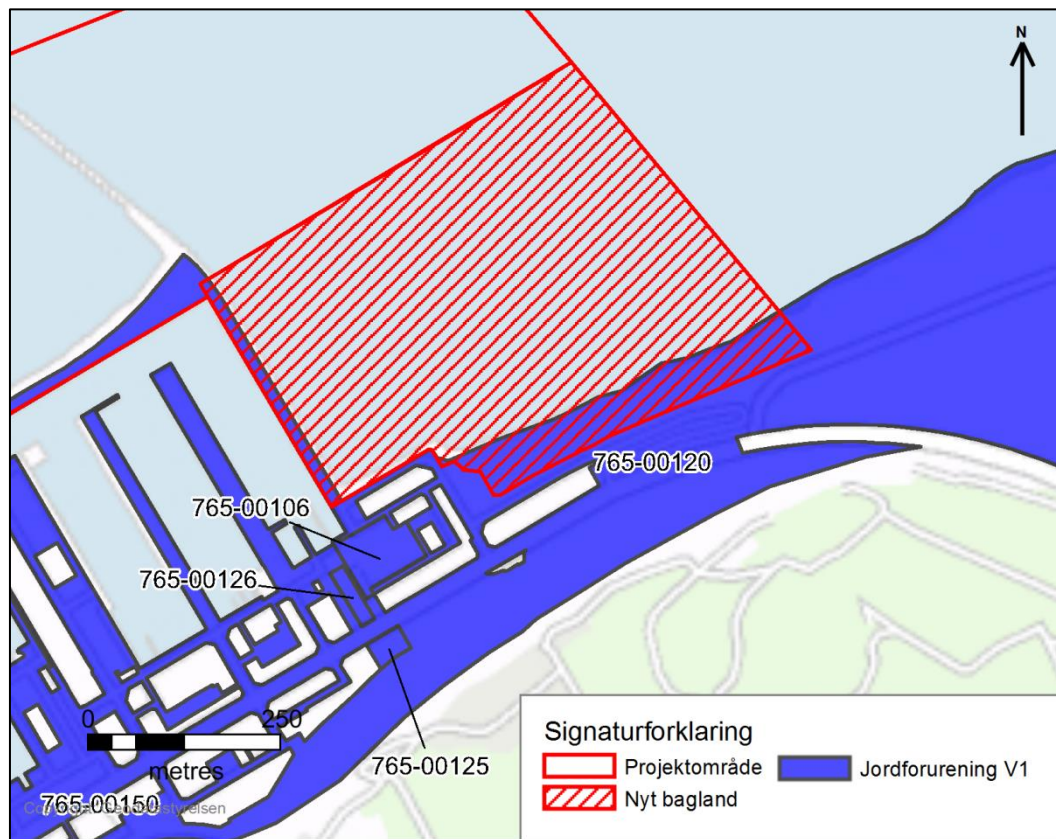 N
765-00120
765-00106
765-00126
0 250
metres
765-00125
765-00150
Signaturforklaring
Projektområde
Jordforurening V1
Nyt bagland